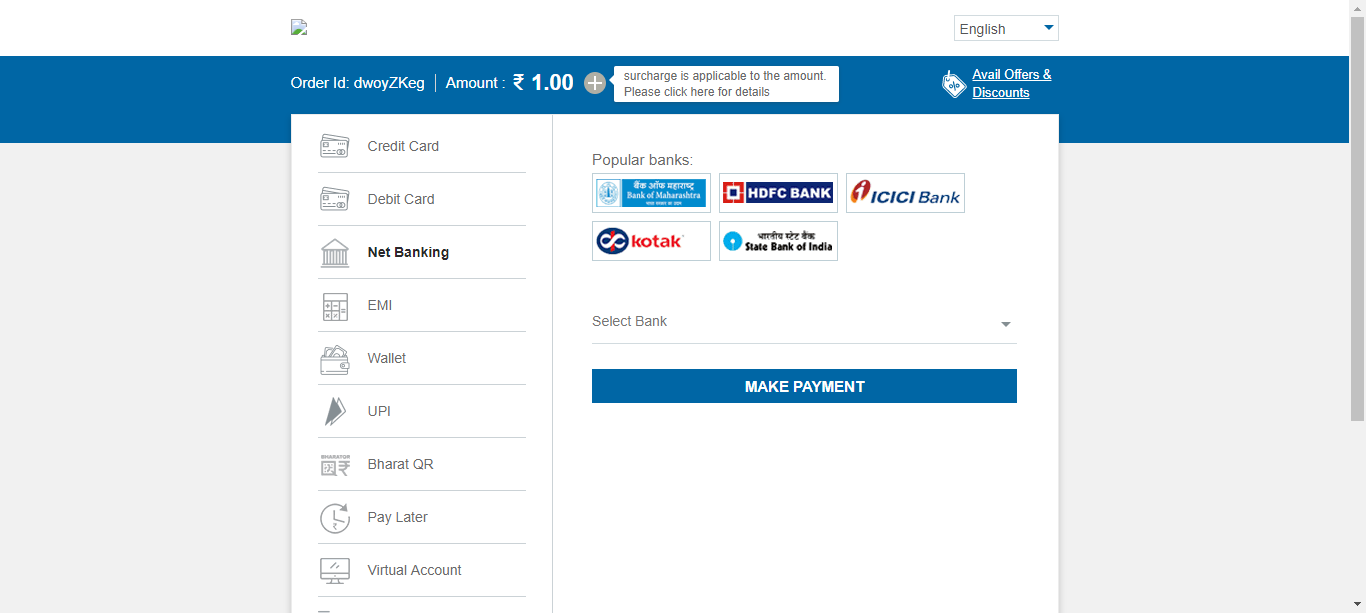 English
Order Id: dwoyZKeg
Amount : ₹ 1.00
surcharge is applicable to the amount.
Please click here for details
Avail Offers &
Discounts
Credit Card
Debit Card
Net Banking
EMI
Wallet
UPI
Bharat QR
Pay Later
Virtual Account
Popular banks:
बैंक ऑफ महाराष्ट्र
Bank of Maharashtra
HDFC BANK
ICICI Bank
kotak
भारतीय स्टेट बैंक
State Bank of India
Select Bank
MAKE PAYMENT